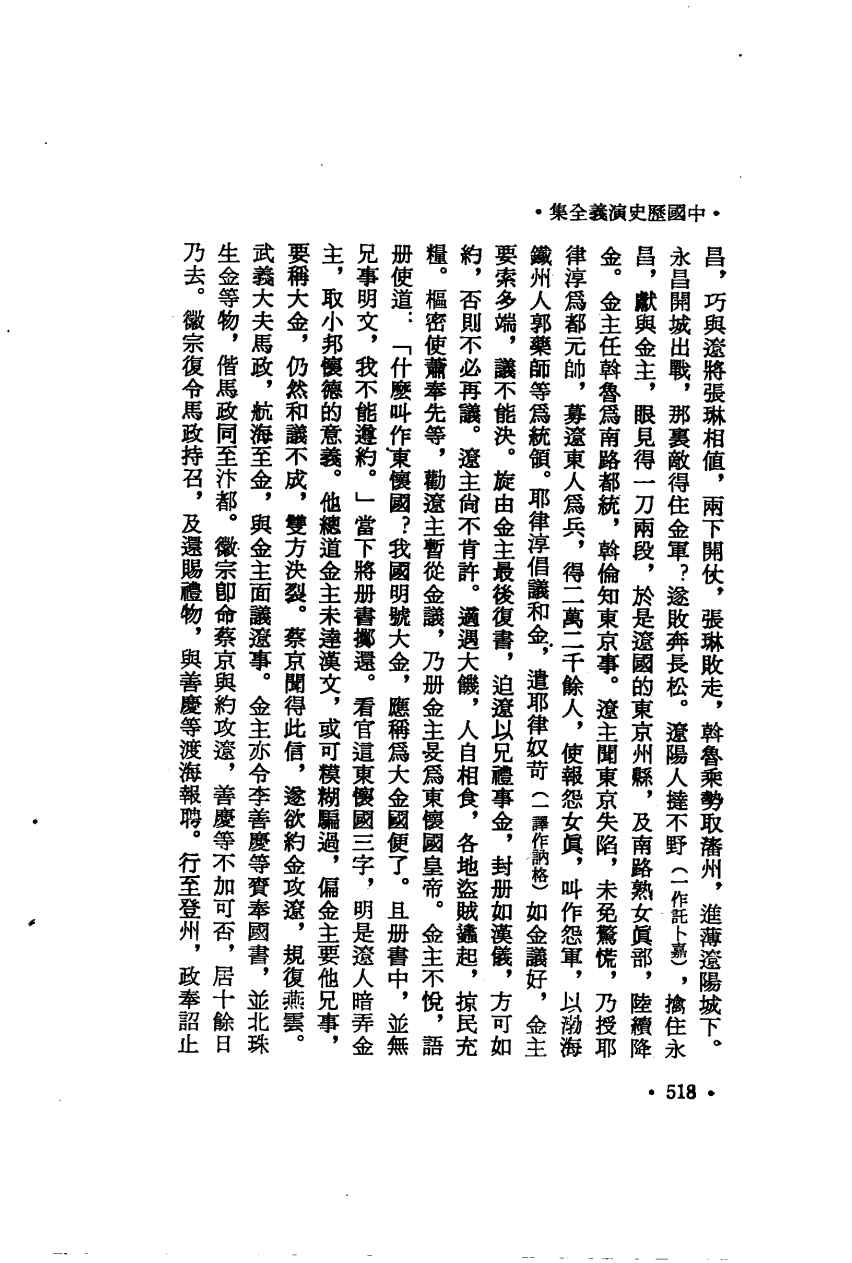 •中國歷史演義全集•
昌，巧與遼將張琳相値，兩下開仗，張琳敗走，斡魯乘勢取瀋州，進薄遼陽城下。
永昌開城出戰，那裏敵得住金軍？遂敗奔長松。遼陽人撻不野（一作託卜嘉），擒住永
昌，獻與金主，眼見得一刀兩段，於是遼國的東京州縣，及南路熟女眞部，陸續降
金。金主任斡魯爲南路都統，斡倫知東京事。遼主聞東京失陷，未免驚慌，乃授耶
律淳爲都元帥，募遼東人爲兵，得二萬二千餘人，使報怨女眞，叫作怨軍，以渤海
鐵州人郭藥師等爲統領。耶律淳倡議和金，遣耶律奴苛（一譯作訥格）如金議好，金主
要索多端，議不能決。旋由金主最後復書，迫遼以兄禮事金，封册如漢儀，方可如
約，否則不必再議。遼主尙不肯許。適遇大饑，人自相食，各地盜賊蠭起，掠民充
糧。樞密使蕭奉先等，勸遼主暫從金議，乃册金主旻爲東懷國皇帝。金主不悅，語
册使道：「什麽叫作東懷國？我國明號大金，應稱爲大金國便了。且册書中，並無
兄事明文，我不能遵約。」當下將册書擲還。看官這東懷國三字，明是遼人暗弄金
主，取小邦懷德的意義。他總道金主未達漢文，或可糢糊騙過，偏金主要他兄事，
要稱大金，仍然和議不成，雙方決裂。蔡京聞得此信，遂欲約金攻遼，規復燕雲。
武義大夫馬政，航海至金，與金主面議遼事。金主亦令李善慶等賫奉國書，並北珠
生金等物，偕馬政同至汴都。徽宗卽命蔡京與約攻遼，善慶等不加可否，居十餘日
乃去。徽宗復令馬政持召，及還賜禮物，與善慶等渡海報聘。行至登州，政奉詔止
•518•